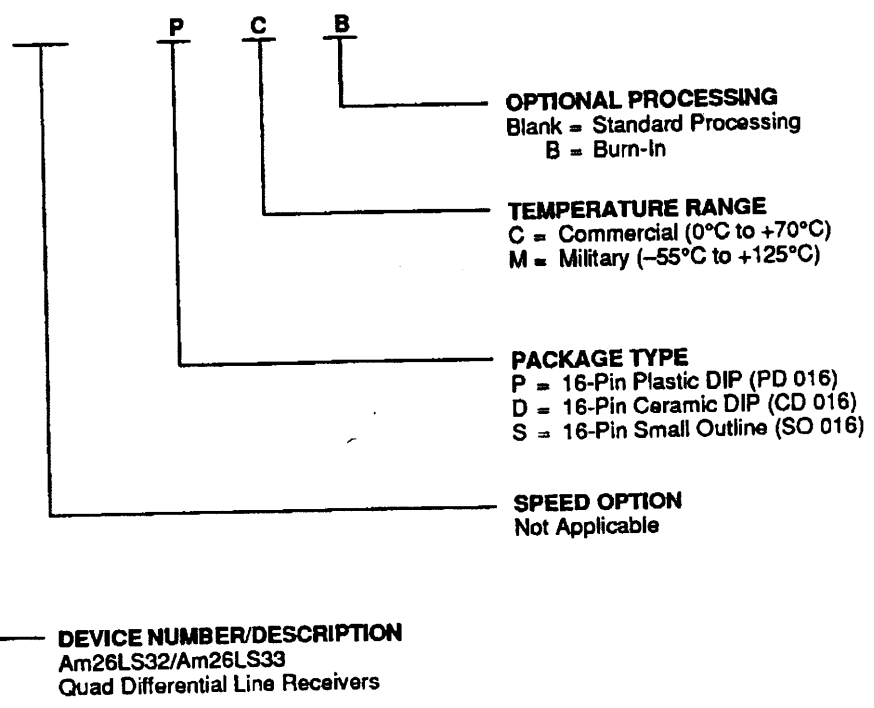 P C B
OPTIONAL PROCESSING
Blank = Standard Processing
B = Burn-In
TEMPERATURE RANGE
C = Commercial (0°C to +70°C)
M = Military (–55°C to +125°C)
PACKAGE TYPE
P = 16-Pin Plastic DIP (PD 016)
D = 16-Pin Ceramic DIP (CD 016)
S = 16-Pin Small Outline (SO 016)
SPEED OPTION
Not Applicable
DEVICE NUMBER/DESCRIPTION
Am26LS32/Am26LS33
Quad Differential Line Receivers